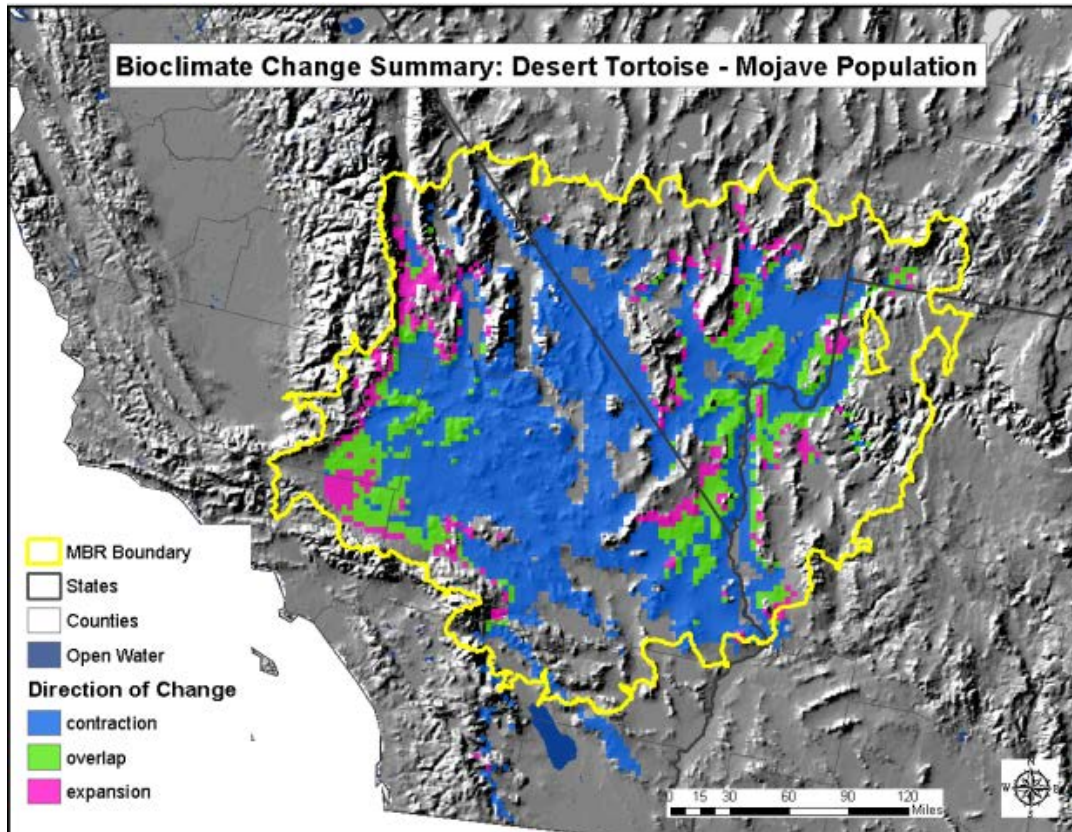 Bioclimate Change Summary: Desert Tortoise - Mojave Population
MBR Boundary
States
Counties
Open Water
Direction of Change
contraction
overlap
expansion
0 15 30 60 90 120
Miles
N
W E
S